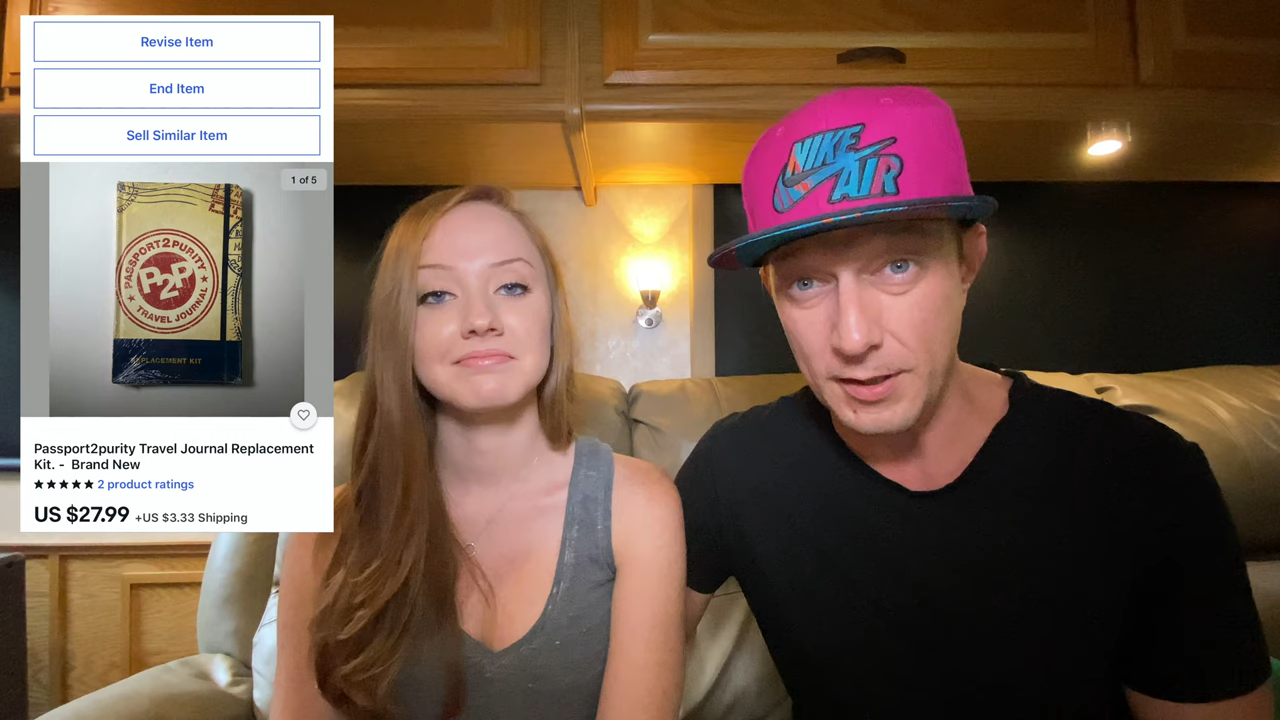 Revise Item
End Item
Sell Similar Item
1 of 5
PASSPORT2PURITY
P2P
TRAVEL JOURNAL
REPLACEMENT KIT
Passport2purity Travel Journal Replacement
Kit. - Brand New
2 product ratings
US $27.99 +US $3.33 Shipping
NIKE
AIR